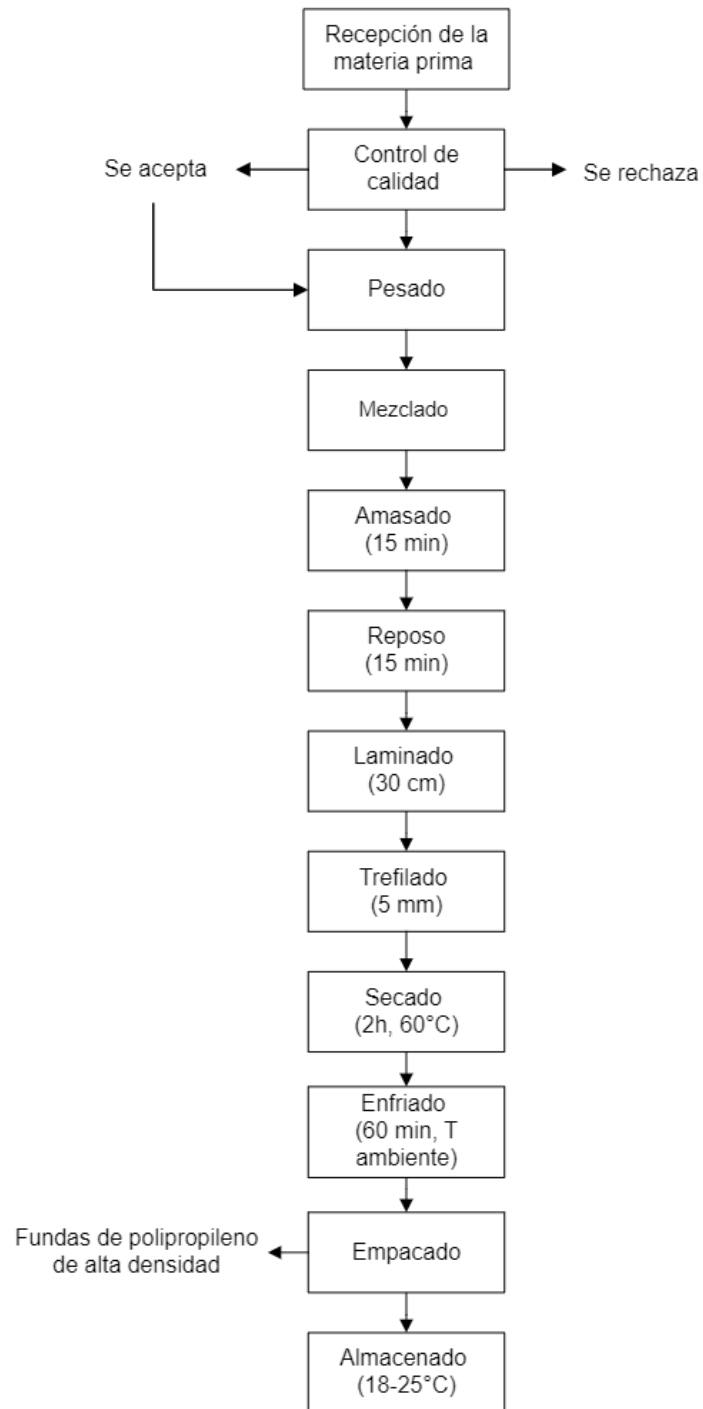 Recepción de la
materia prima
Control de
calidad
Se acepta
Se rechaza
Pesado
Mezclado
Amasado
(15 min)
Reposo
(15 min)
Laminado
(30 cm)
Trefilado
(5 mm)
Secado
(2h, 60°C)
Enfriado
(60 min, T
ambiente)
Fundas de polipropileno
de alta densidad
Empacado
Almacenado
(18-25°C)